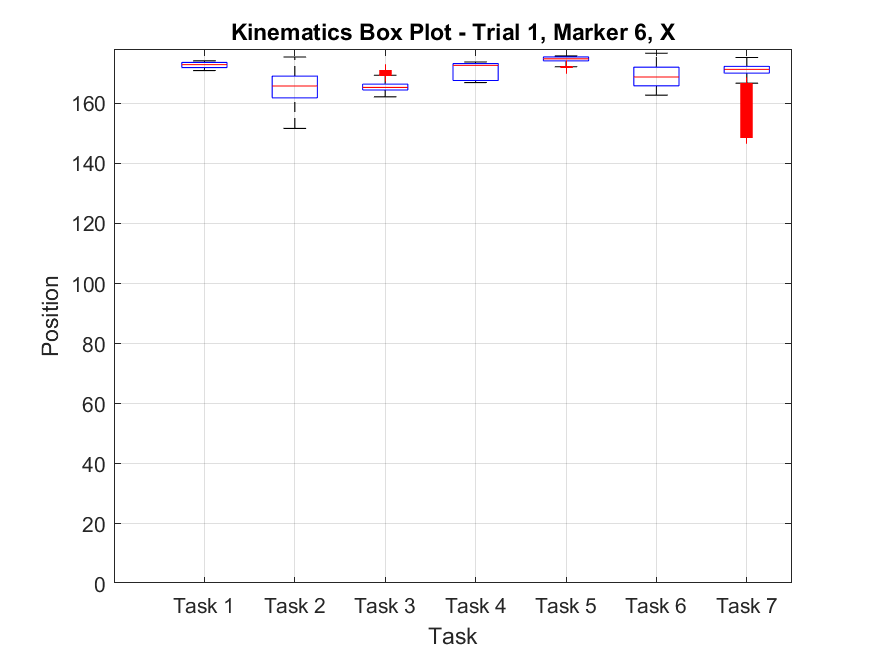 Kinematics Box Plot - Trial 1, Marker 6, X
160
140
120
100
80
60
40
20
0
Position
Task 1 Task 2 Task 3 Task 4 Task 5 Task 6 Task 7
Task